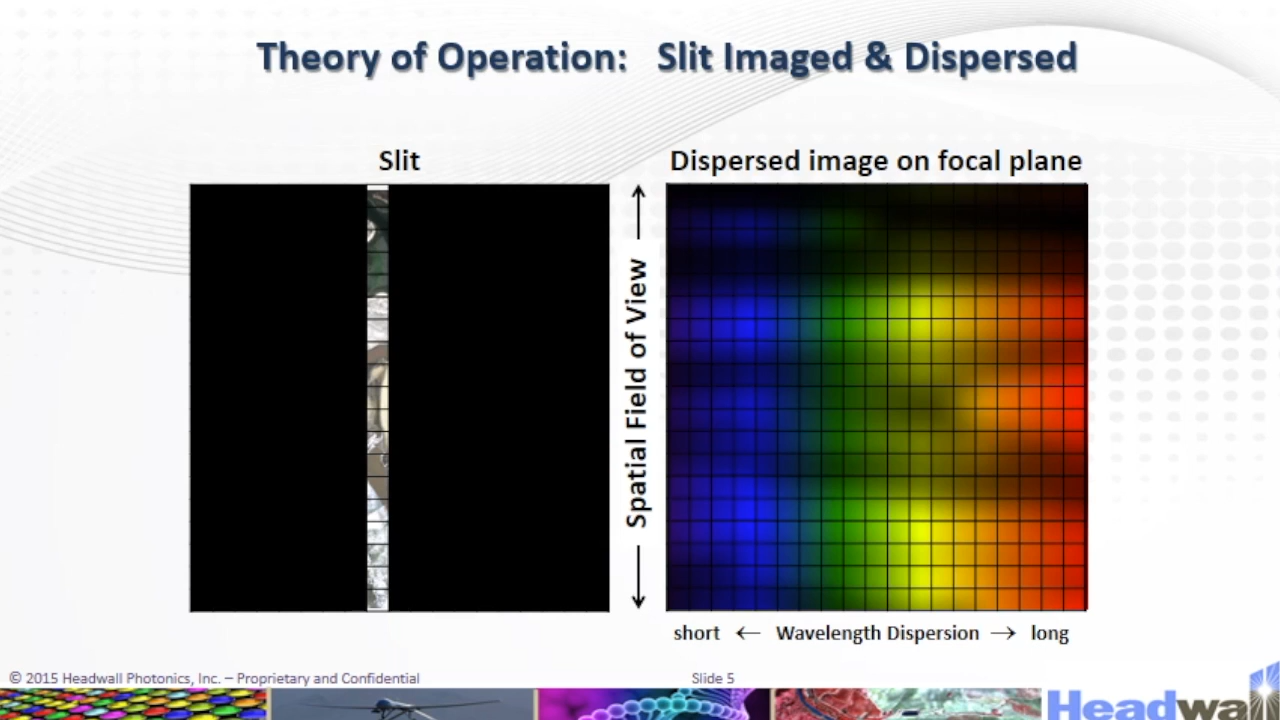 Theory of Operation: Slit Imaged & Dispersed
Slit
Dispersed image on focal plane
Spatial Field of View
short ← Wavelength Dispersion → long
© 2015 Headwall Photonics, Inc. – Proprietary and Confidential
Slide 5
Headwall